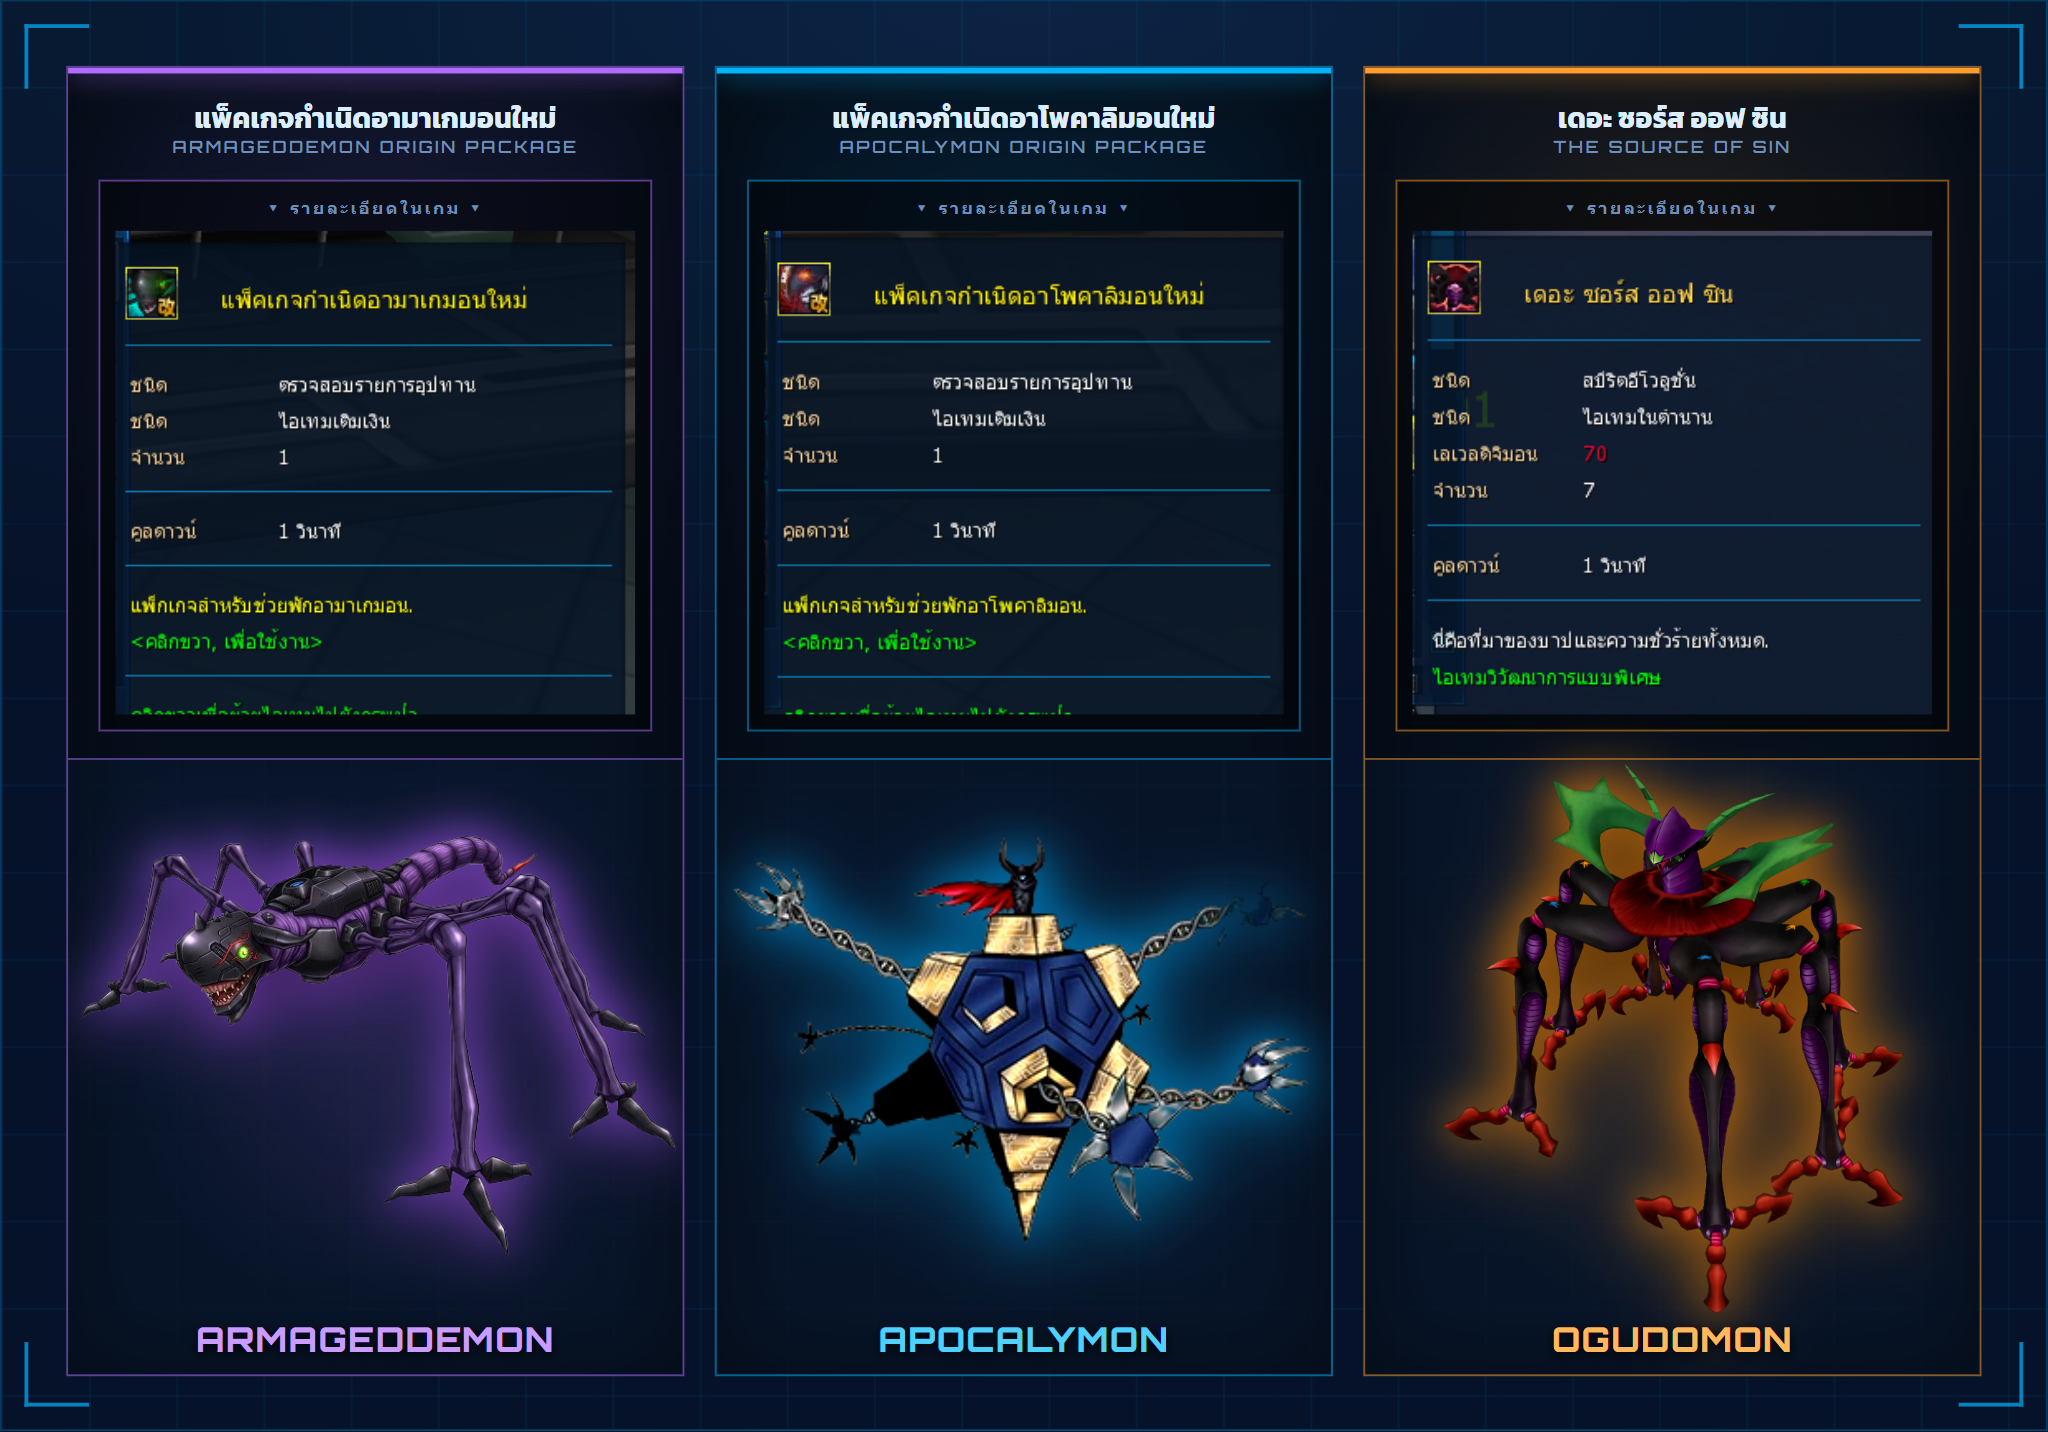 แพ็คเกจกำเนิดอามาเกมอนใหม่
ARMAGEDDEMON ORIGIN PACKAGE
▼ รายละเอียดในเกม ▼
改
แพ็คเกจกำเนิดอามาเกมอนใหม่
ชนิด ตรวจสอบรายการอุปทาน
ชนิด ไอเทมเติมเงิน
จำนวน 1
คูลดาวน์ 1 วินาที
แพ็กเกจสำหรับช่วยฟักอามาเกมอน.
<คลิกขวา, เพื่อใช้งาน>
ARMAGEDDEMON
แพ็คเกจกำเนิดอาโพคาลิมอนใหม่
APOCALYMON ORIGIN PACKAGE
▼ รายละเอียดในเกม ▼
改
แพ็คเกจกำเนิดอาโพคาลิมอนใหม่
ชนิด ตรวจสอบรายการอุปทาน
ชนิด ไอเทมเติมเงิน
จำนวน 1
คูลดาวน์ 1 วินาที
แพ็กเกจสำหรับช่วยฟักอาโพคาลิมอน.
<คลิกขวา, เพื่อใช้งาน>
APOCALYMON
เดอะ ซอร์ส ออฟ ซิน
THE SOURCE OF SIN
▼ รายละเอียดในเกม ▼
เดอะ ซอร์ส ออฟ ซิน
ชนิด สปิริตอีโวลูชั่น
ชนิด ไอเทมในตำนาน
เลเวลดิจิมอน 70
จำนวน 7
คูลดาวน์ 1 วินาที
นี่คือที่มาของบาปและความชั่วร้ายทั้งหมด.
ไอเทมวิวัฒนาการแบบพิเศษ
OGUDOMON